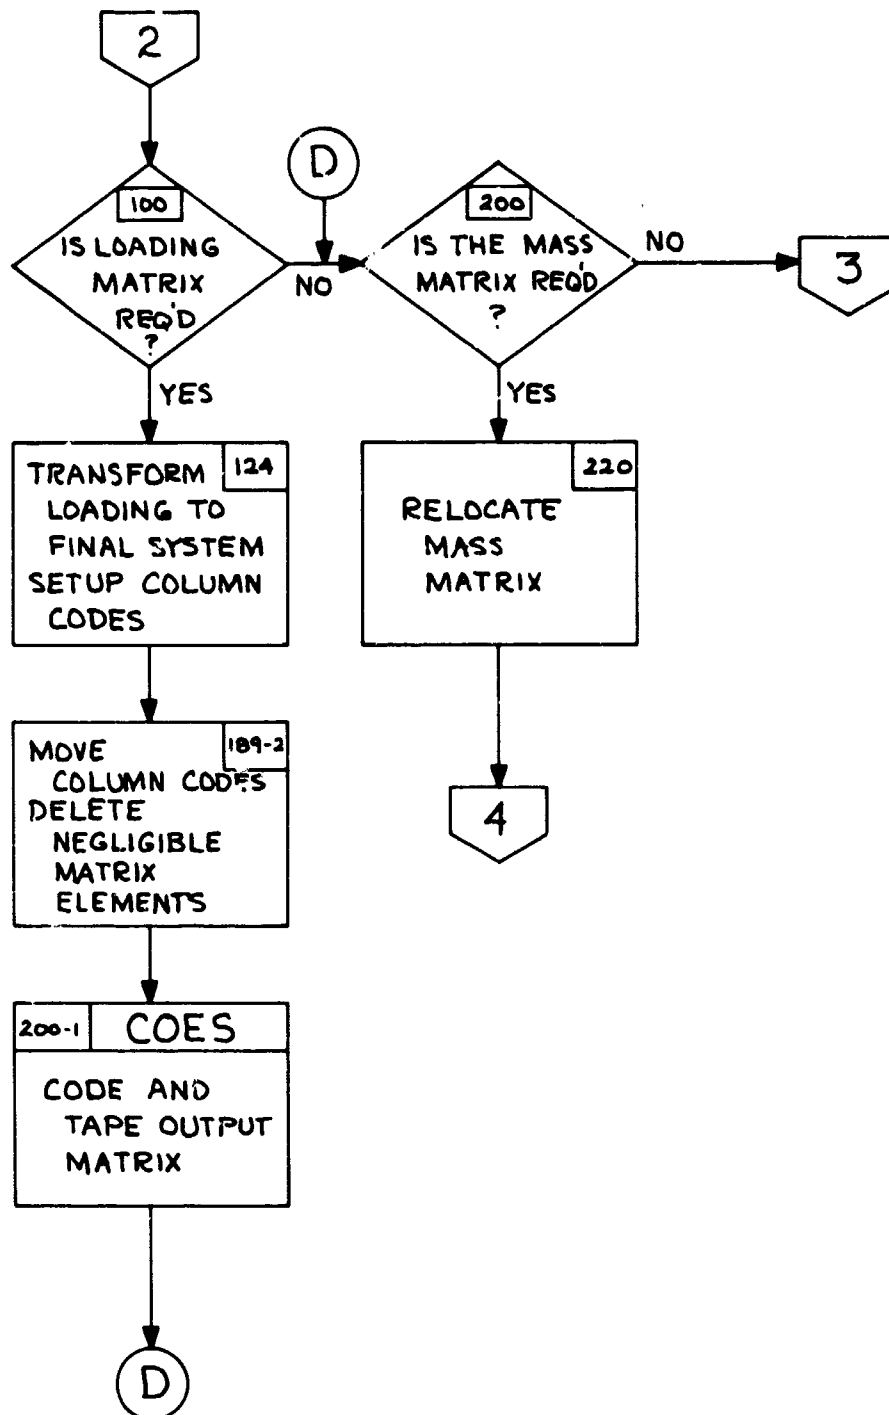 2
D
100
IS LOADING
MATRIX
REQ'D
?
NO
YES
200
IS THE MASS
MATRIX REQ'D
?
NO
3
YES
124
TRANSFORM
LOADING TO
FINAL SYSTEM
SETUP COLUMN
CODES
220
RELOCATE
MASS
MATRIX
189-2
MOVE
COLUMN CODES
DELETE
NEGLIGIBLE
MATRIX
ELEMENTS
4
200-1 COES
CODE AND
TAPE OUTPUT
MATRIX
D